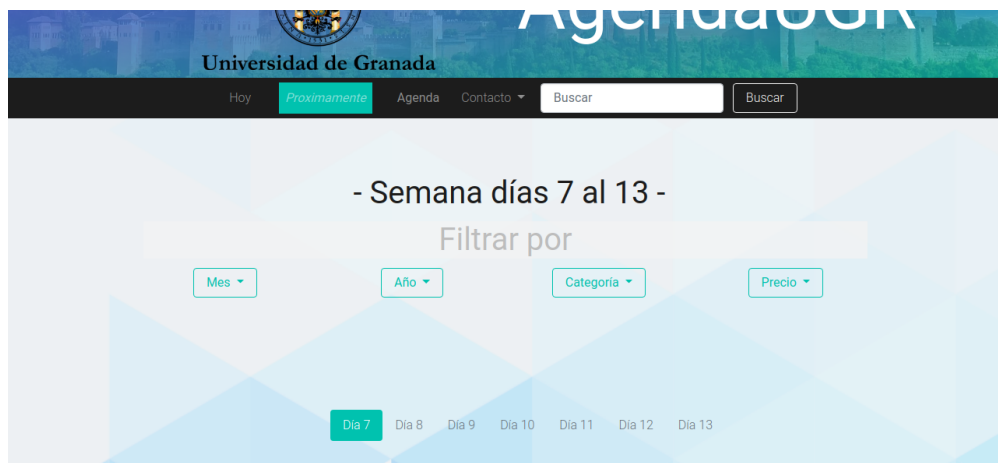 AgendaUGR
Universidad de Granada
Hoy Proximamente Agenda Contacto Buscar Buscar
- Semana días 7 al 13 -
Filtrar por
Mes Año Categoría Precio
Día 7 Día 8 Día 9 Día 10 Día 11 Día 12 Día 13